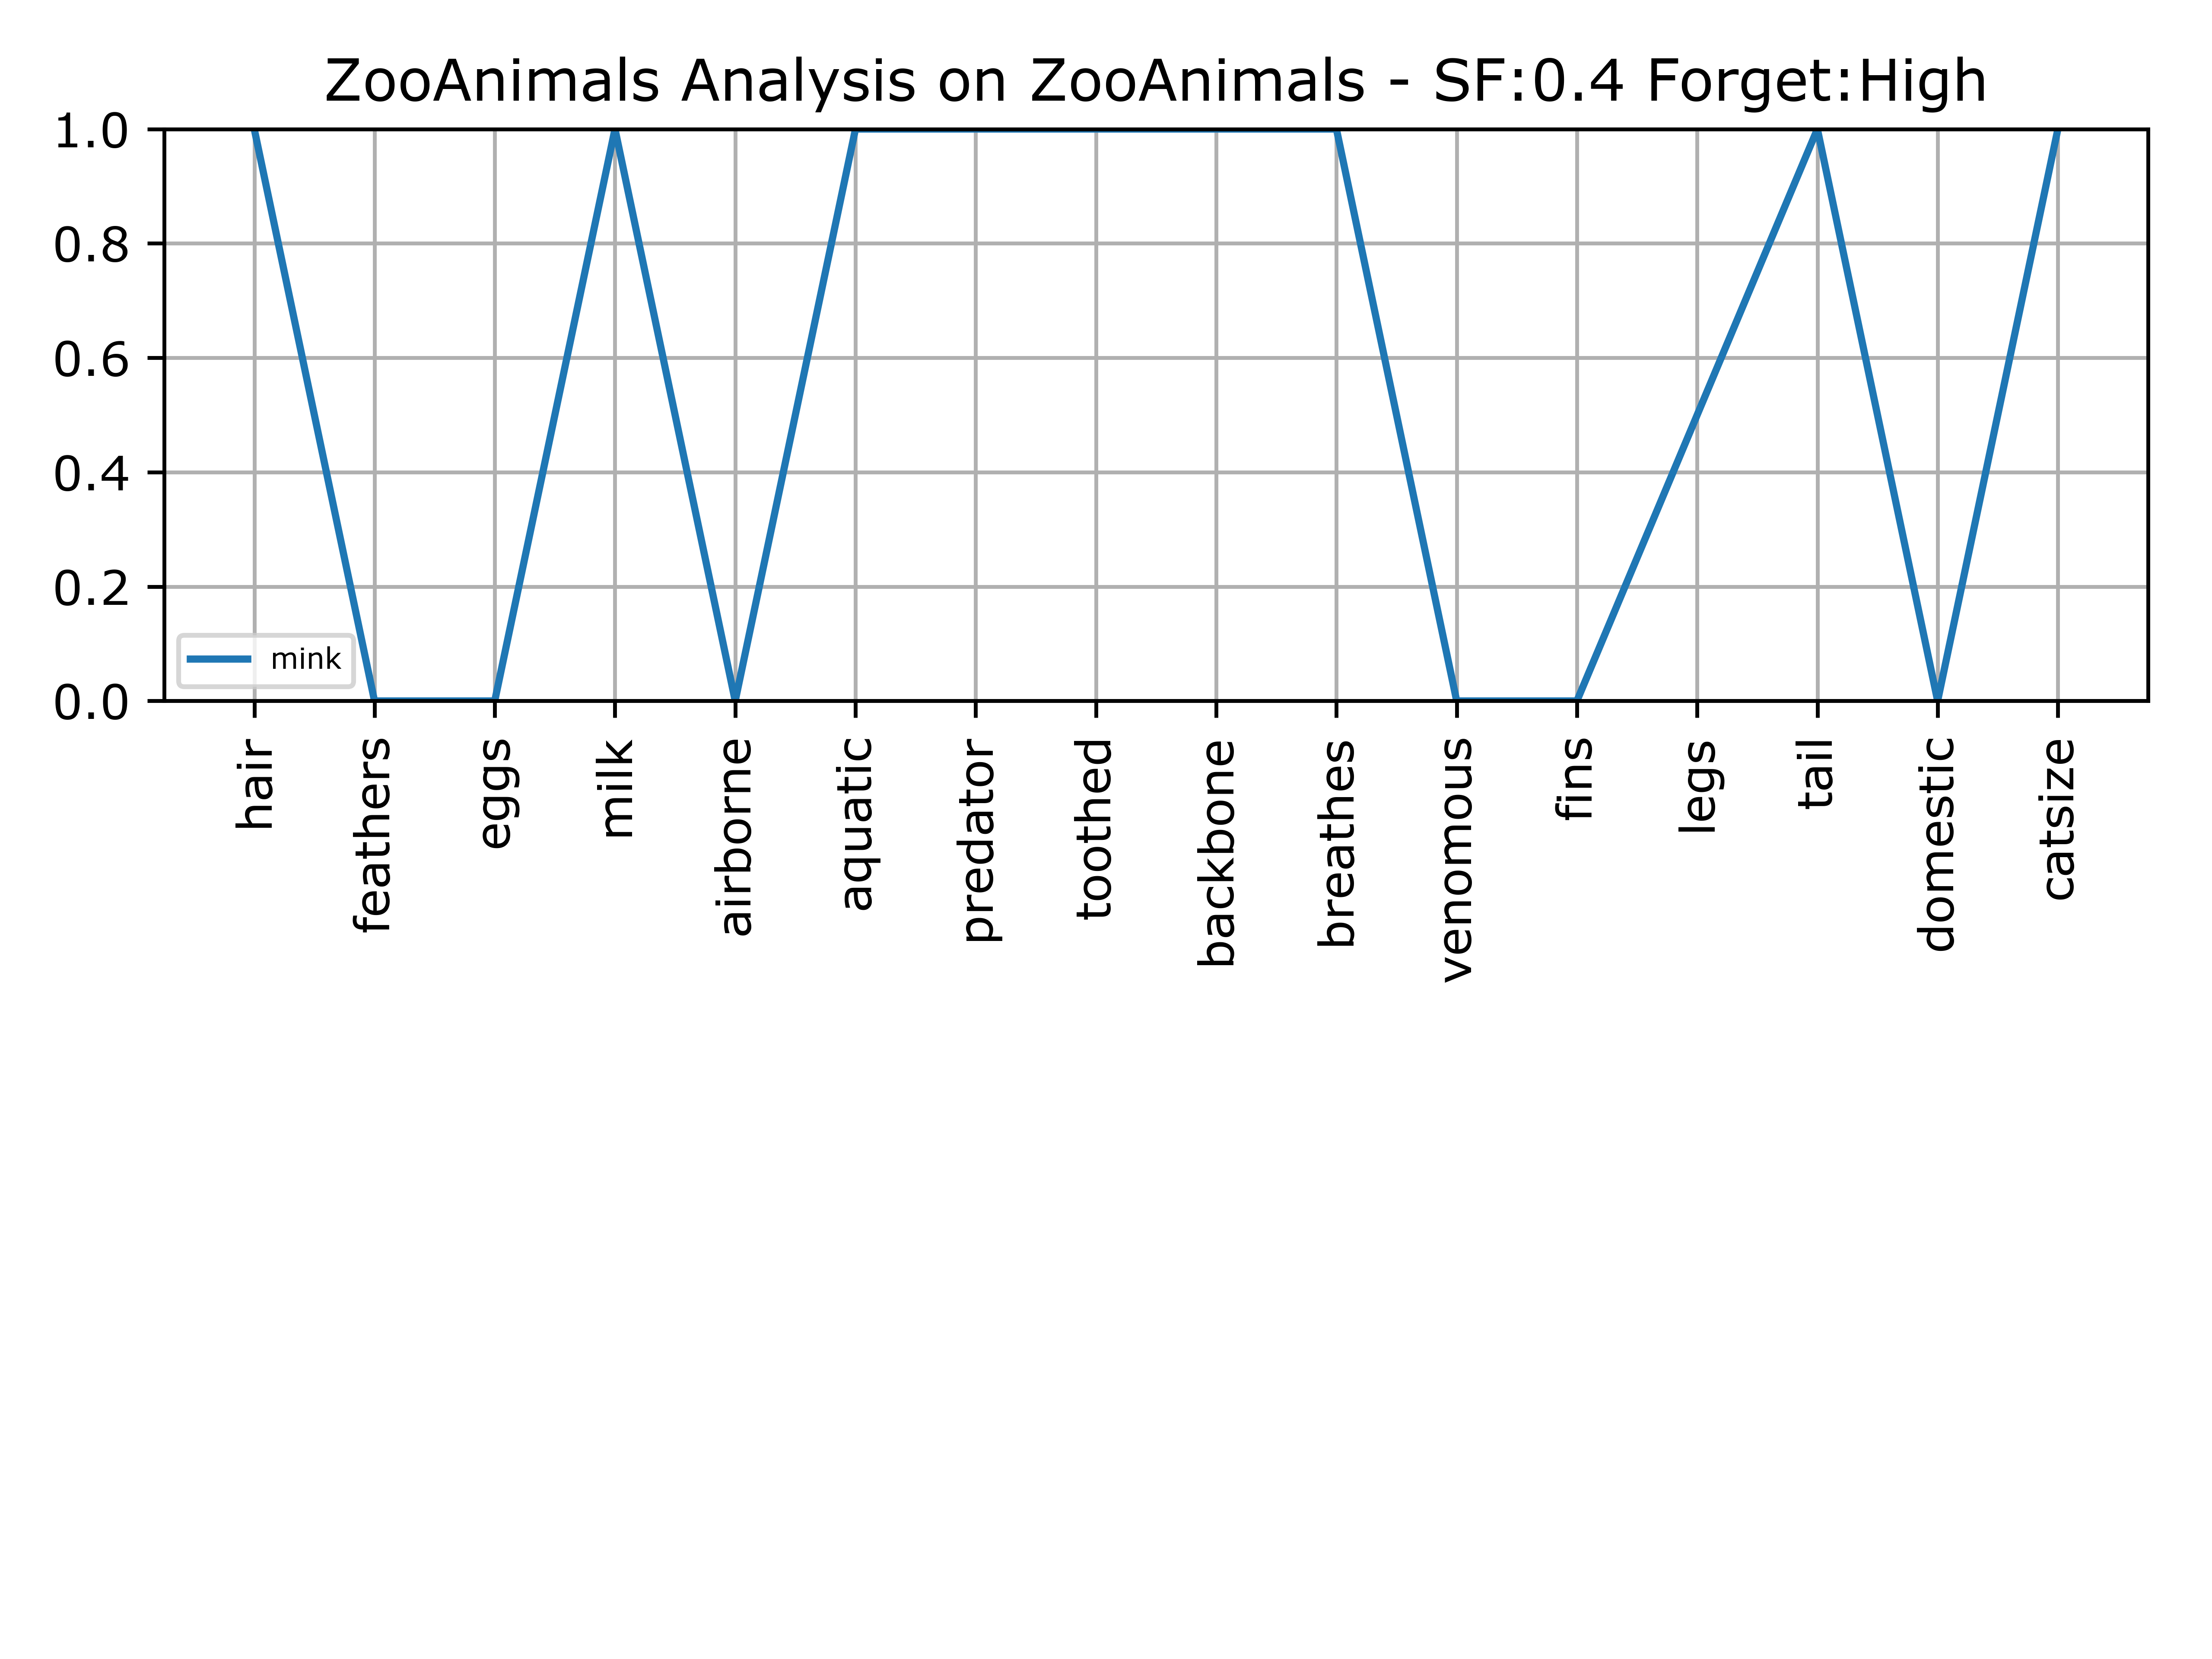 ZooAnimals Analysis on ZooAnimals - SF:0.4 Forget:High
1.0
0.8
0.6
0.4
0.2
0.0
mink
hair
feathers
eggs
milk
airborne
aquatic
predator
toothed
backbone
breathes
venomous
fins
legs
tail
domestic
catsize